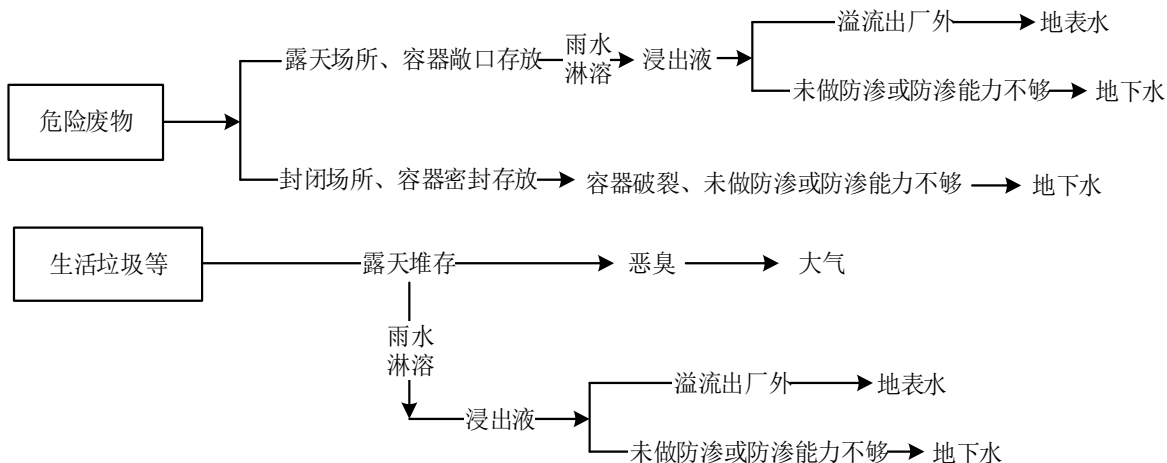 溢流出厂外
地表水
露天场所、容器敞口存放
雨水
淋溶
浸出液
未做防渗或防渗能力不够
地下水
危险废物
封闭场所、容器密封存放
容器破裂、未做防渗或防渗能力不够
地下水
生活垃圾等
露天堆存
恶臭
大气
雨水
淋溶
溢流出厂外
地表水
浸出液
未做防渗或防渗能力不够
地下水